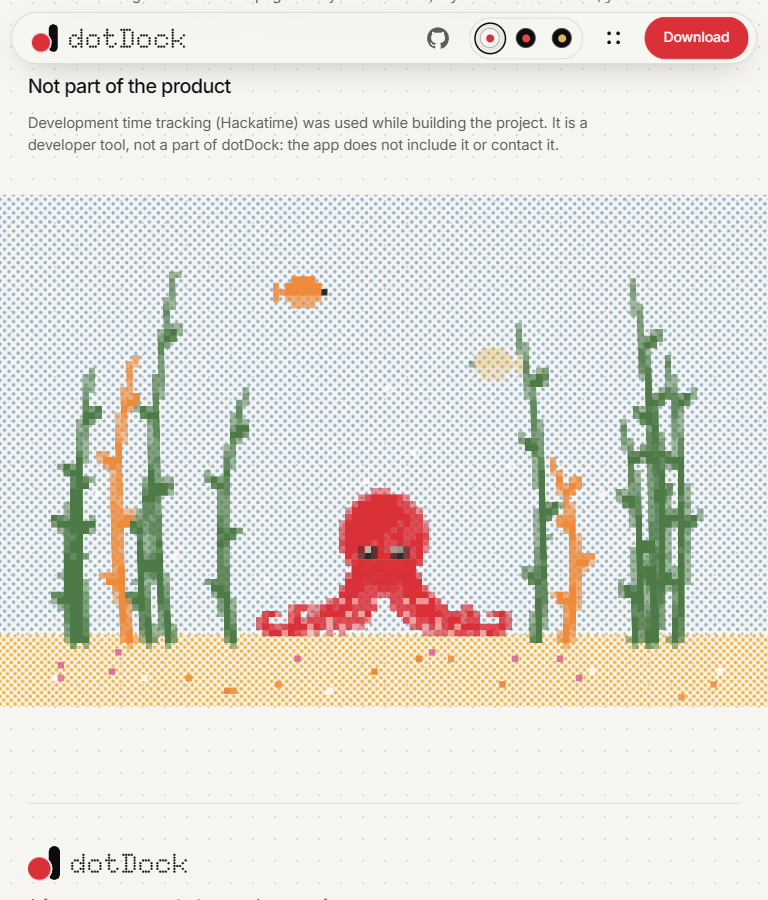 dotDock
Download
Not part of the product
Development time tracking (Hackatime) was used while building the project. It is a
developer tool, not a part of dotDock: the app does not include it or contact it.
dotDock